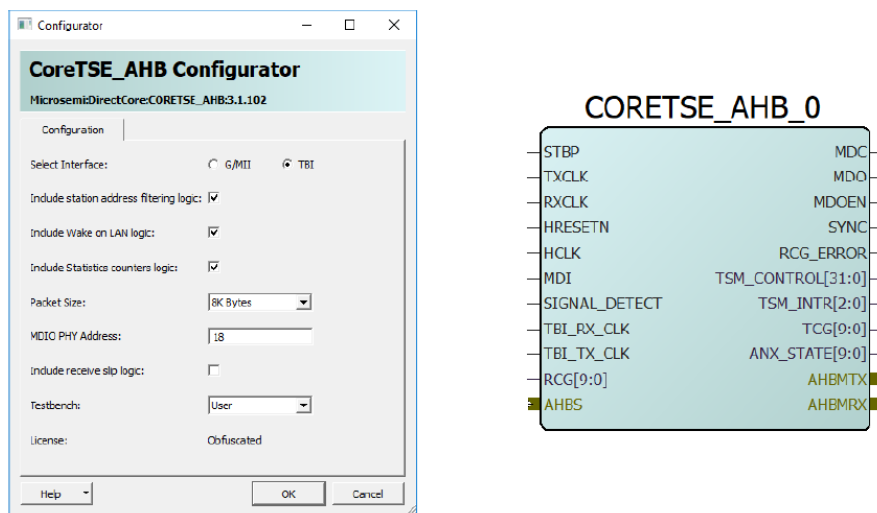 Configurator
CoreTSE_AHB Configurator
Microsemi:DirectCore:CORETSE_AHB:3.1.102
Configuration
Select Interface: G/MII TBI
Include station address filtering logic:
Include Wake on LAN logic:
Include Statistics counters logic:
Packet Size: 8K Bytes
MDIO PHY Address: 18
Include receive slip logic:
Testbench: User
License: Obfuscated
Help OK Cancel
CORETSE_AHB_0
STBP MDC
TXCLK MDO
RXCLK MDOEN
HRESETN SYNC
HCLK RCG_ERROR
MDI TSM_CONTROL[31:0]
SIGNAL_DETECT TSM_INTR[2:0]
TBI_RX_CLK TCG[9:0]
TBI_TX_CLK ANX_STATE[9:0]
RCG[9:0] AHBMTX
AHBS AHBMRX